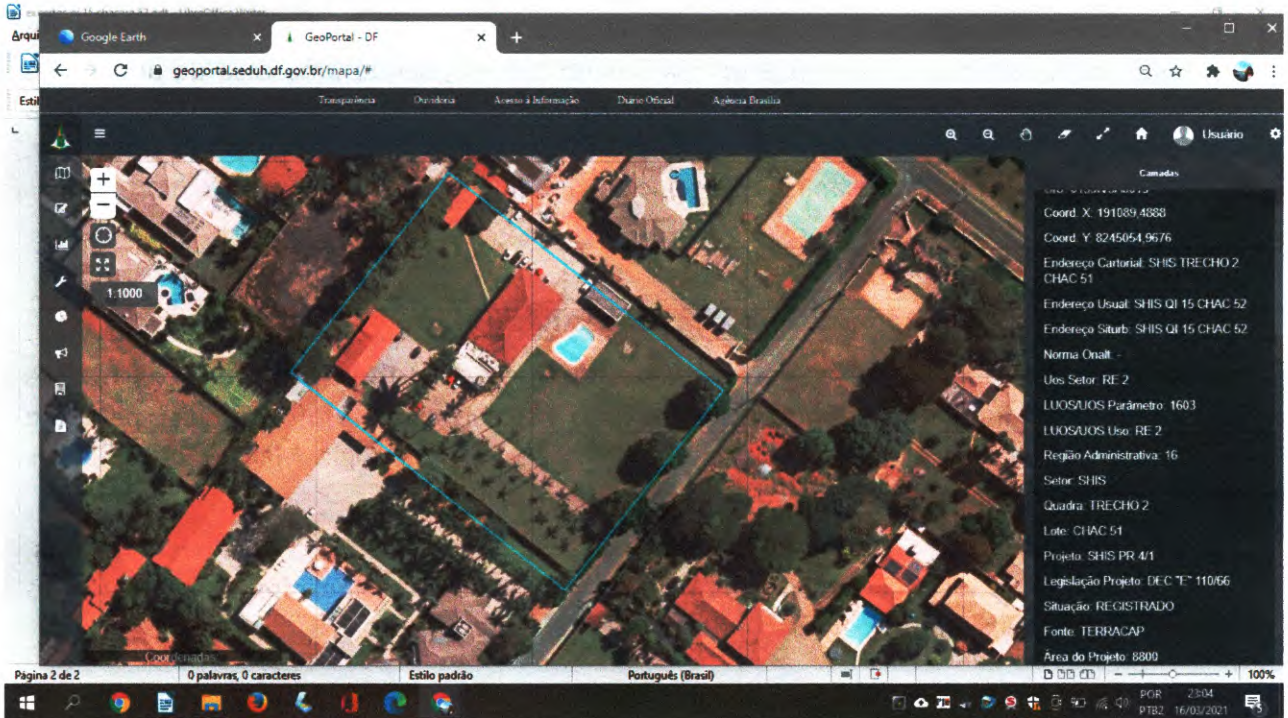 Arqui
Google Earth
GeoPortal - DF
geoportal.seduh.df.gov.br/mapa/#
Estil
Transparência Ouvidoria Acesso à Informação Diário Oficial Agência Brasília
Usuário
Camadas
Coord. X: 191089,4888
Coord. Y: 8245054,9676
Endereço Cartorial: SHIS TRECHO 2
CHAC 51
Endereço Usual: SHIS QI 15 CHAC 52
Endereço Siturb: SHIS QI 15 CHAC 52
Norma Onalt: -
Uos Setor: RE 2
LUOS/UOS Parâmetro: 1603
LUOS/UOS Uso: RE 2
Região Administrativa: 16
Setor: SHIS
Quadra: TRECHO 2
Lote: CHAC 51
Projeto: SHIS PR 4/1
Legislação Projeto: DEC "E" 110/66
Situação: REGISTRADO
Fonte: TERRACAP
Área do Projeto: 8800
1:1000
Coordenadas
Página 2 de 2 0 palavras, 0 caracteres Estilo padrão Português (Brasil) 100%
POR 23:04
PTB2 16/03/2021